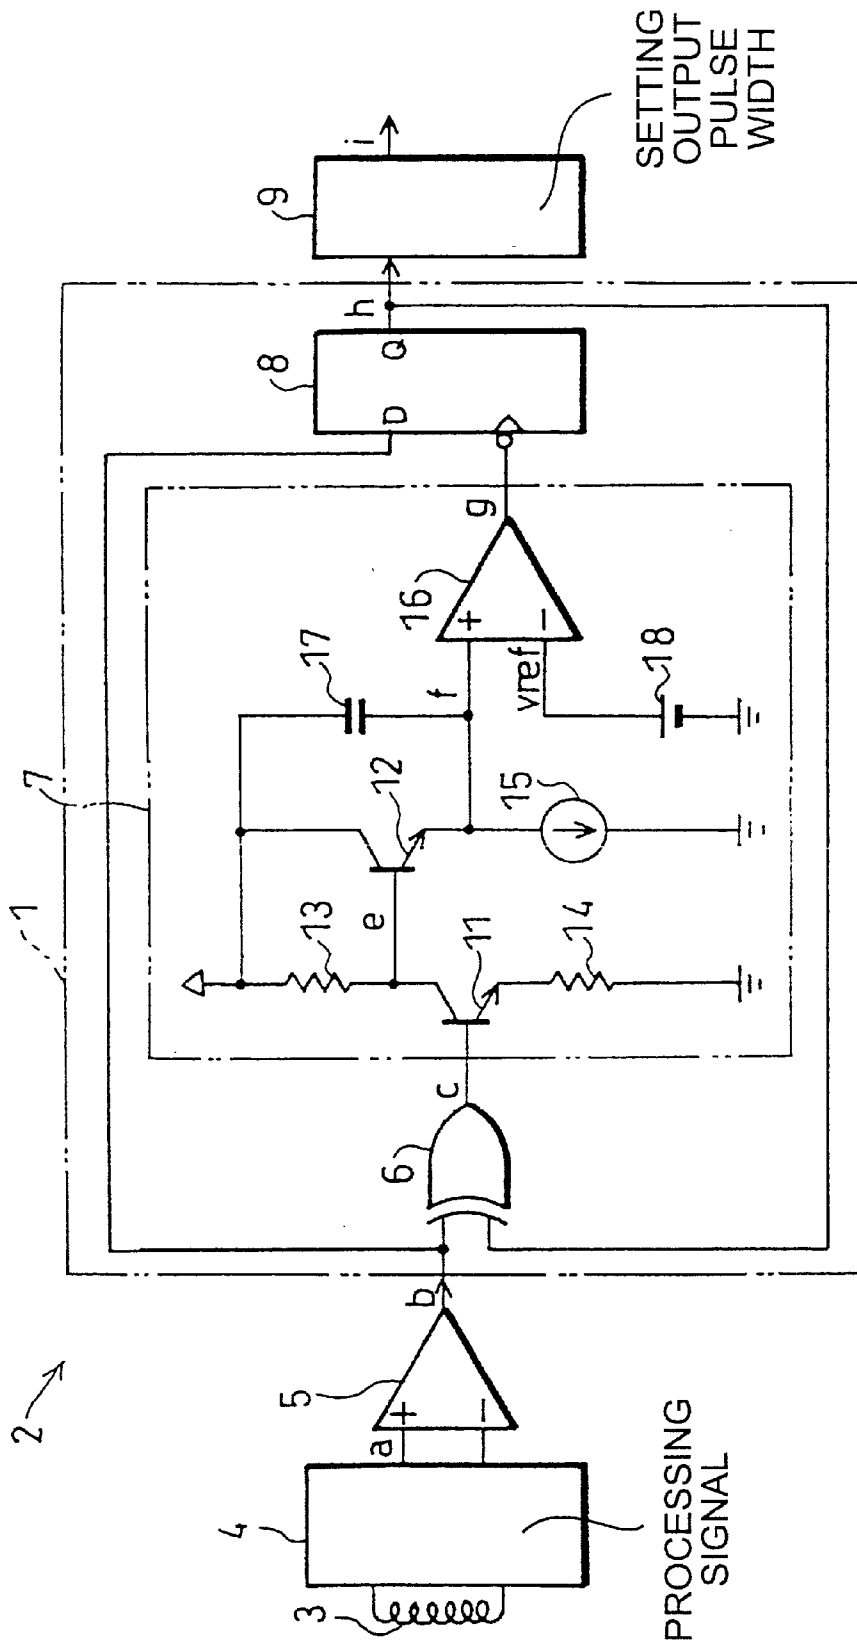 2
1
7
3
4
PROCESSING
SIGNAL
a
+
−
5
b
6
c
11
13
14
e
12
15
17
f
vref
18
+
−
16
g
8
D
Q
h
9
i
SETTING
OUTPUT
PULSE
WIDTH